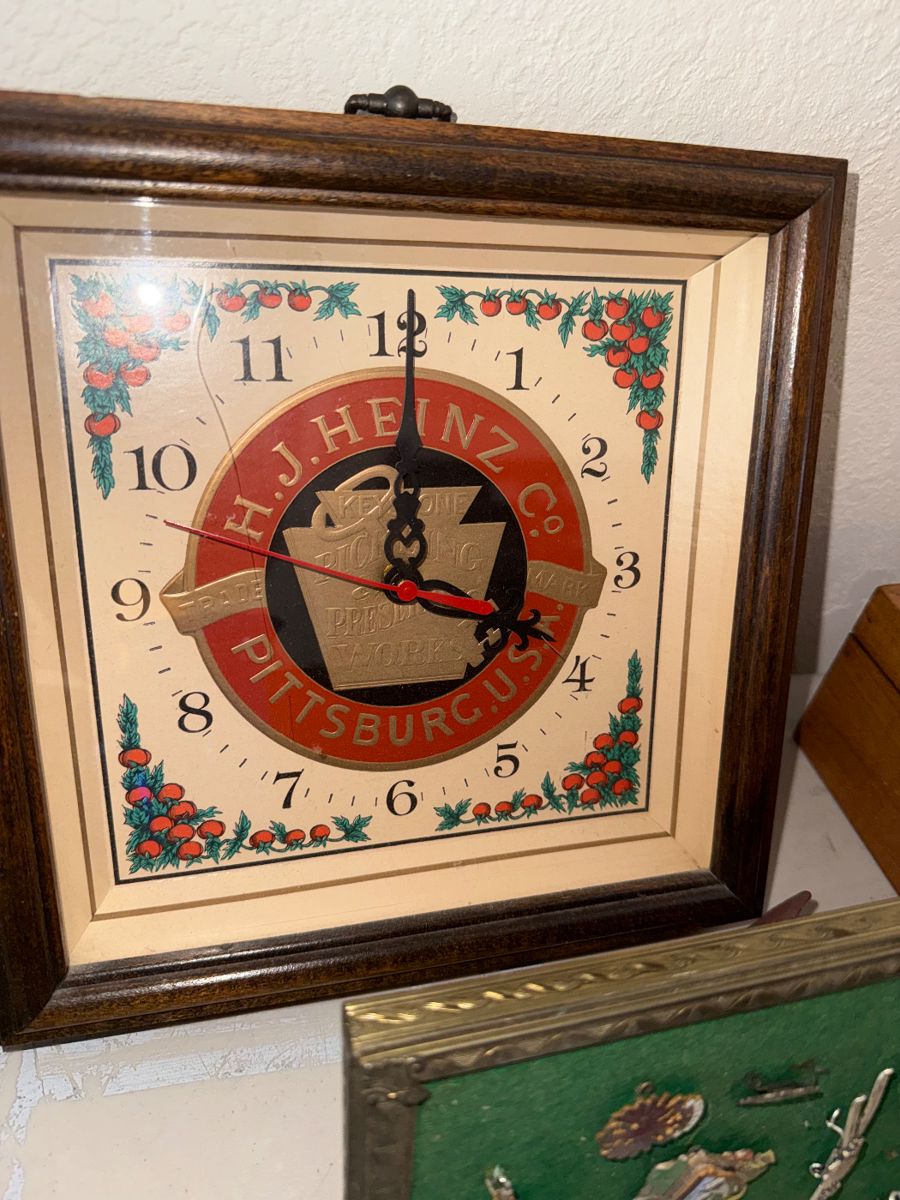 12
1
2
3
4
5
6
7
8
9
10
11
H.J. HEINZ Co.
TRADE MARK
KEYSTONE
PICKLING
&
PRESERVING
WORKS
PITTSBURG, U.S.A.